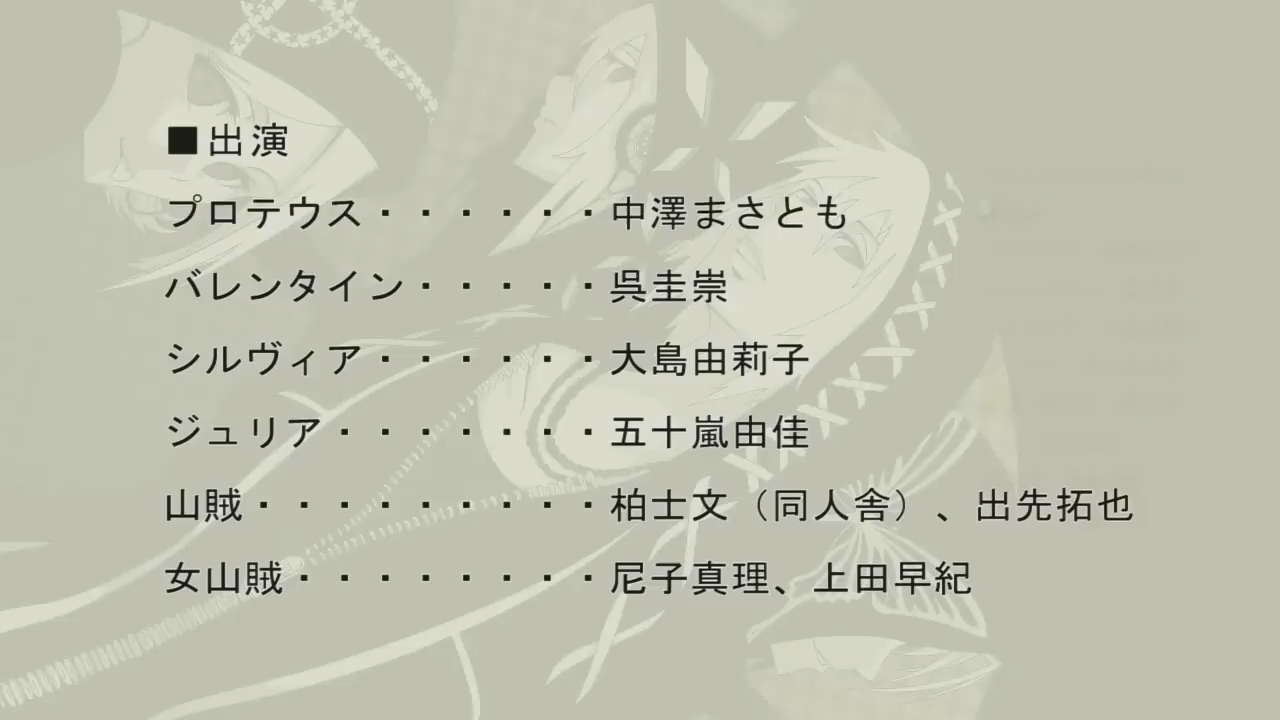 ■出演
プロテウス・・・・・・中澤まさとも
バレンタイン・・・・・呉圭崇
シルヴィア・・・・・・大島由莉子
ジュリア・・・・・・・五十嵐由佳
山賊・・・・・・・・・柏士文（同人舎）、出先拓也
女山賊・・・・・・・・尼子真理、上田早紀